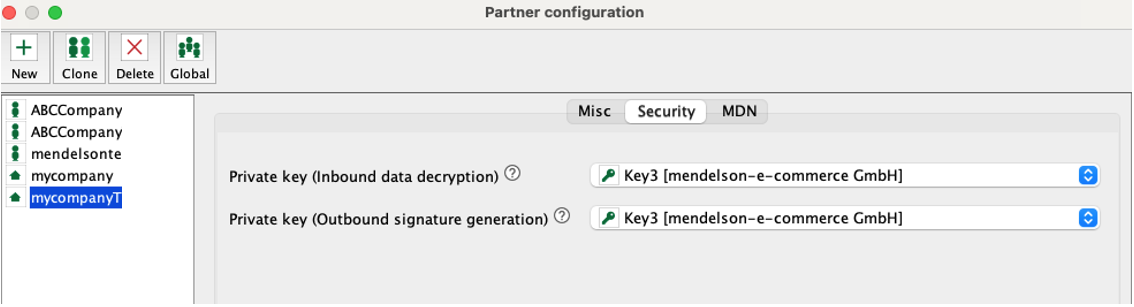 Partner configuration
New Clone Delete Global
Misc Security MDN
ABCCompany
ABCCompany
mendelsonte
mycompany
mycompanyT
Private key (Inbound data decryption) ? Key3 [mendelson-e-commerce GmbH]
Private key (Outbound signature generation) ? Key3 [mendelson-e-commerce GmbH]